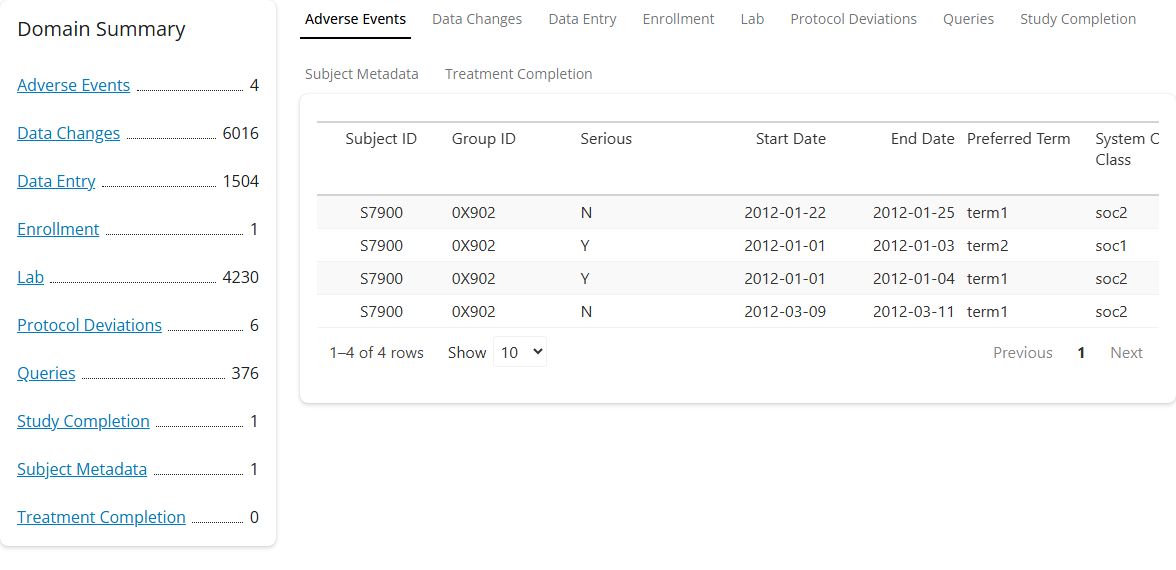 Domain Summary
Adverse Events 4
Data Changes 6016
Data Entry 1504
Enrollment 1
Lab 4230
Protocol Deviations 6
Queries 376
Study Completion 1
Subject Metadata 1
Treatment Completion 0
Adverse Events Data Changes Data Entry Enrollment Lab Protocol Deviations Queries Study Completion
Subject Metadata Treatment Completion
Subject ID Group ID Serious Start Date End Date Preferred Term System C
Class
S7900 0X902 N 2012-01-22 2012-01-25 term1 soc2
S7900 0X902 Y 2012-01-01 2012-01-03 term2 soc1
S7900 0X902 Y 2012-01-01 2012-01-04 term1 soc2
S7900 0X902 N 2012-03-09 2012-03-11 term1 soc2
1–4 of 4 rows Show 10 Previous 1 Next